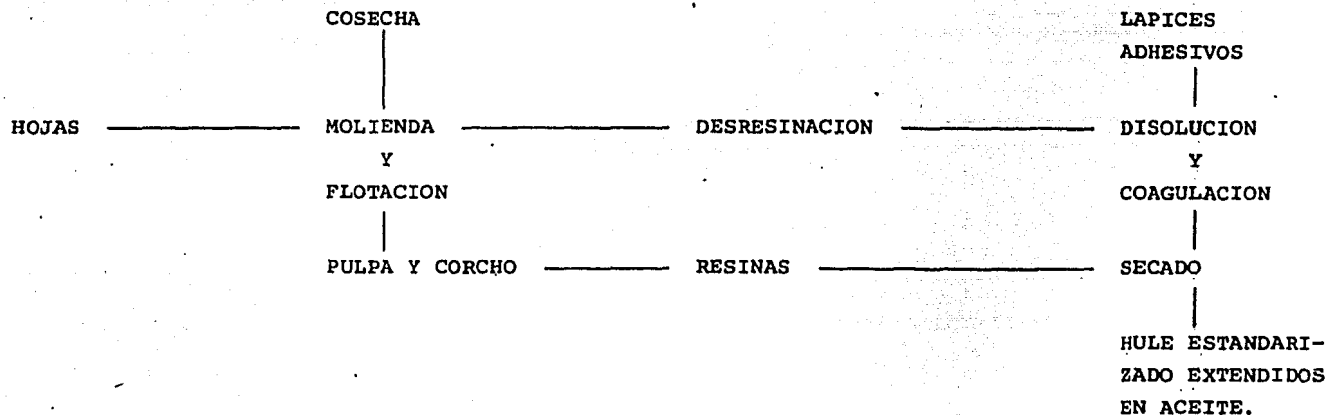 COSECHA
LAPICES
ADHESIVOS
HOJAS
MOLIENDA
Y
FLOTACION
DESRESINACION
DISOLUCION
Y
COAGULACION
PULPA Y CORCHO
RESINAS
SECADO
HULE ESTANDARI-
ZADO EXTENDIDOS
EN ACEITE.